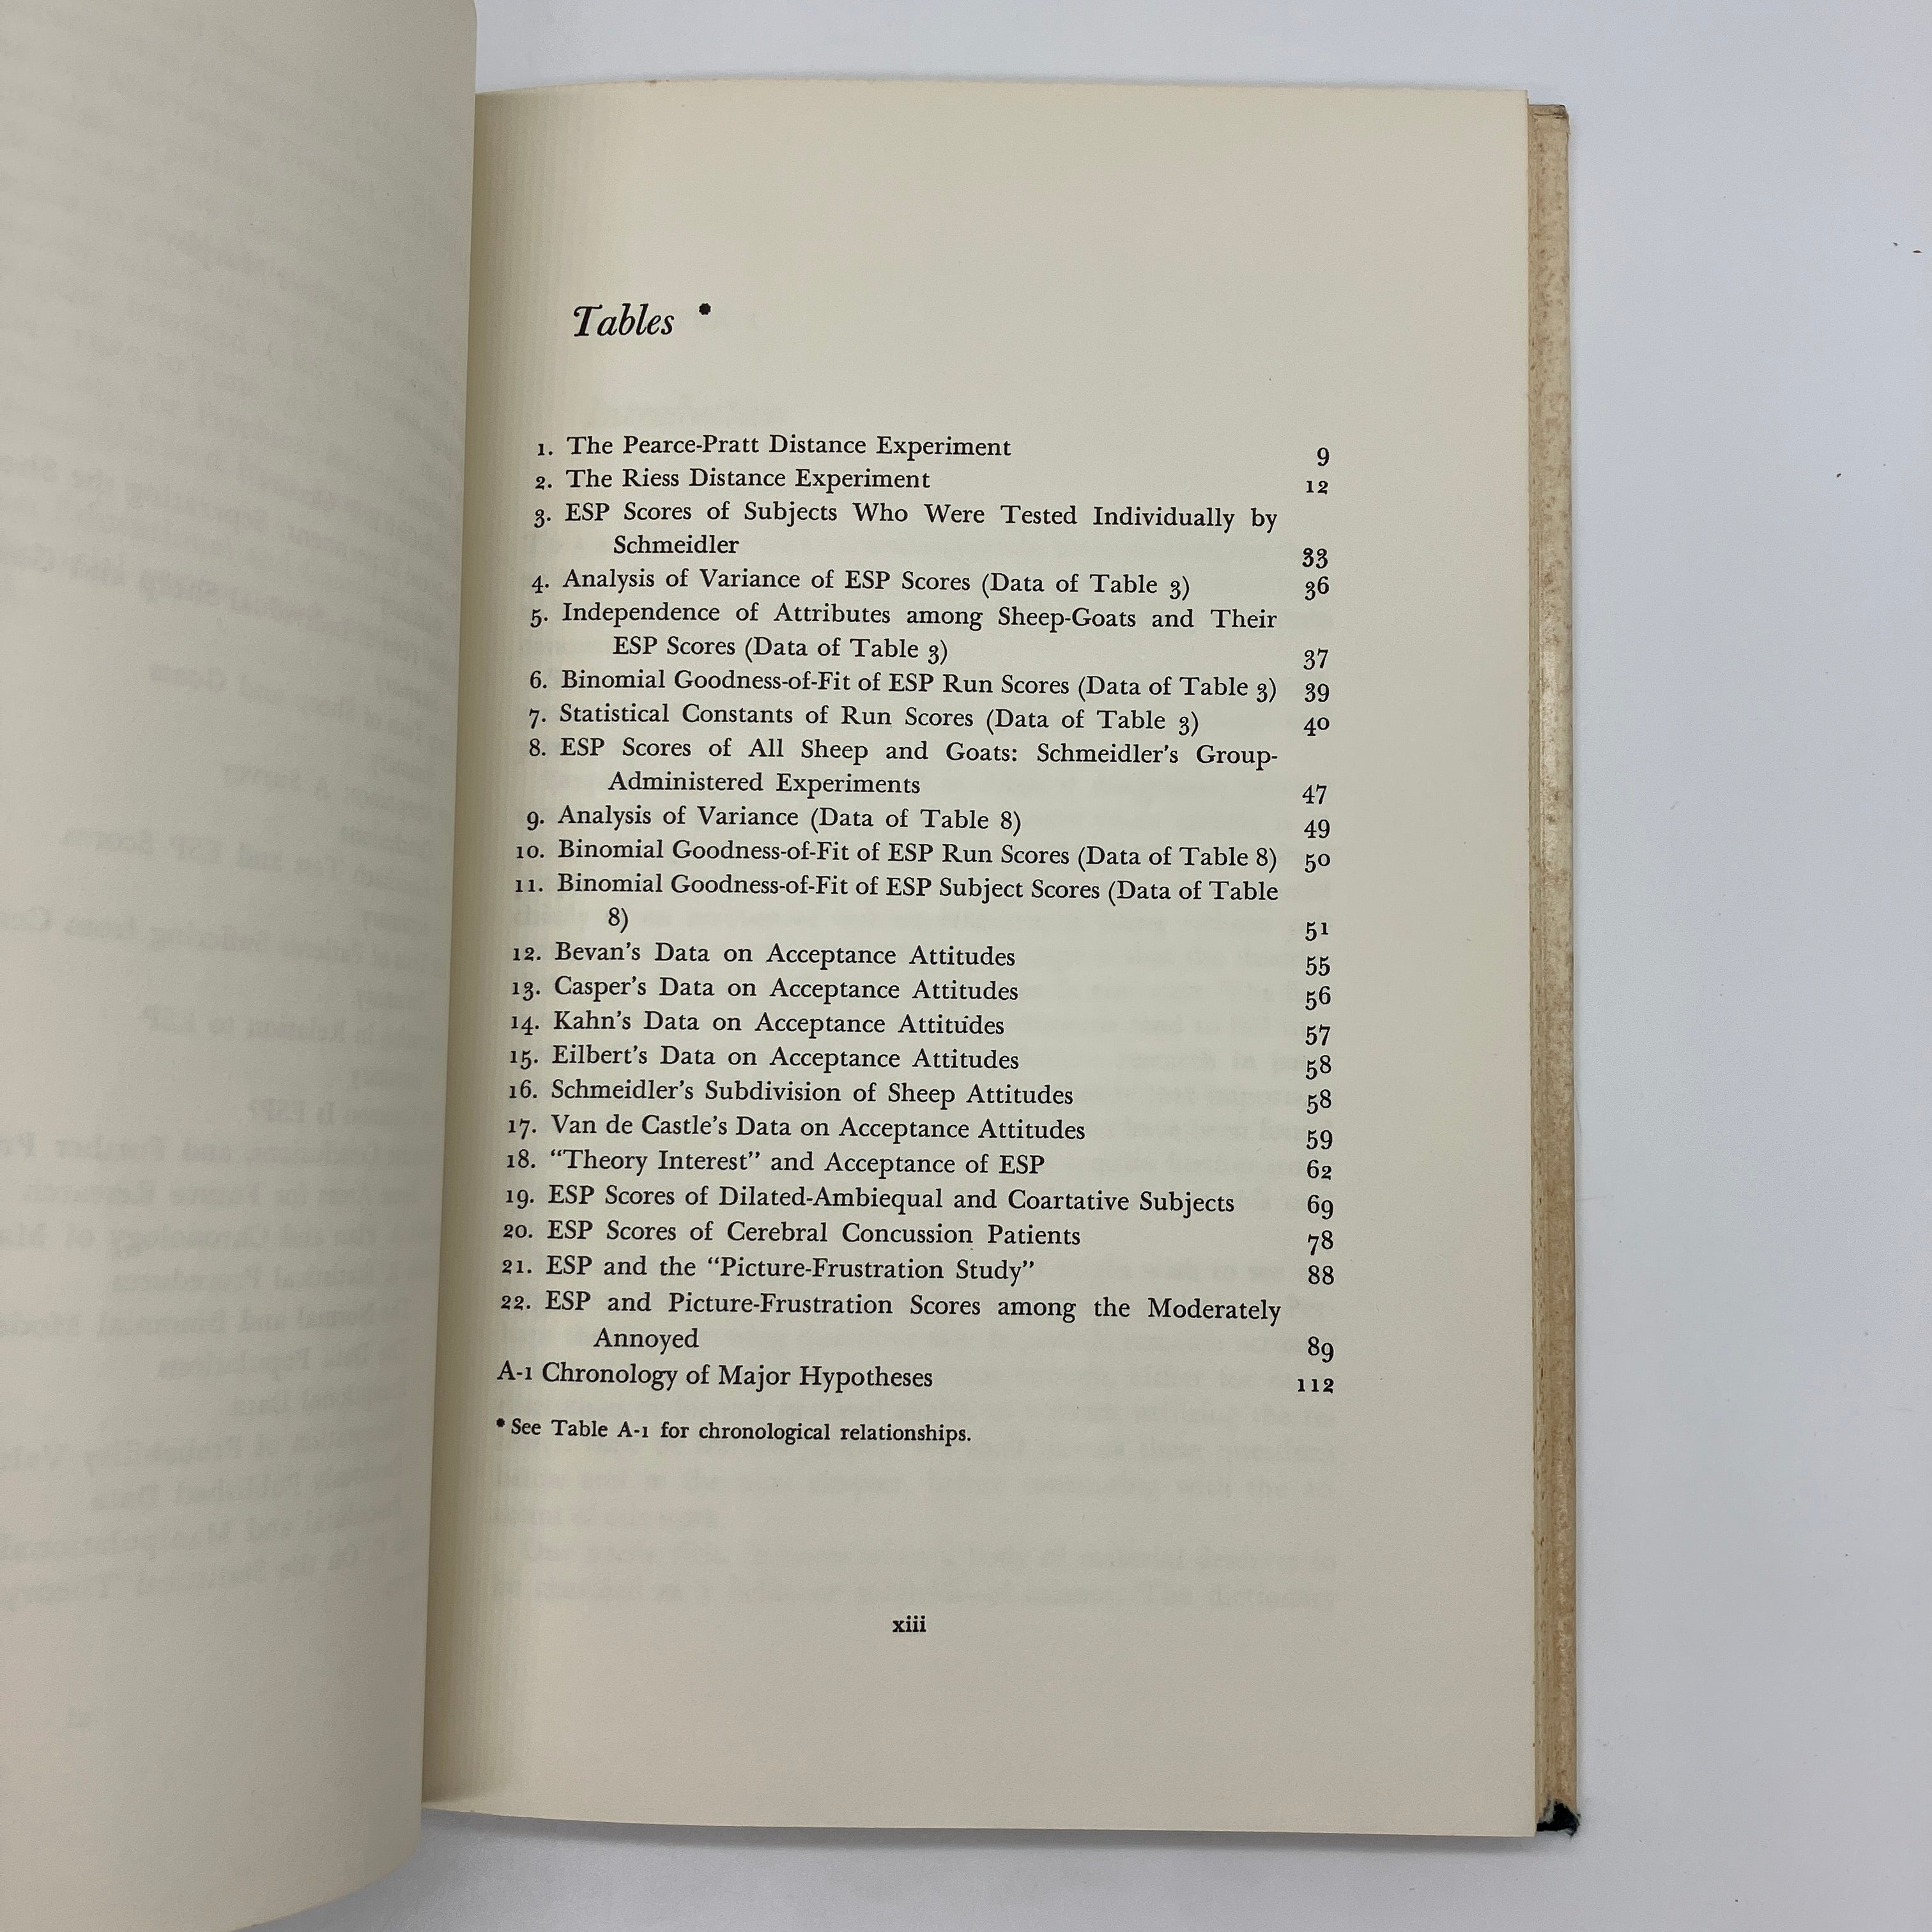 Tables *
1. The Pearce-Pratt Distance Experiment 9
2. The Riess Distance Experiment 12
3. ESP Scores of Subjects Who Were Tested Individually by
Schmeidler 33
4. Analysis of Variance of ESP Scores (Data of Table 3) 36
5. Independence of Attributes among Sheep-Goats and Their
ESP Scores (Data of Table 3) 37
6. Binomial Goodness-of-Fit of ESP Run Scores (Data of Table 3) 39
7. Statistical Constants of Run Scores (Data of Table 3) 40
8. ESP Scores of All Sheep and Goats: Schmeidler's Group-
Administered Experiments 47
9. Analysis of Variance (Data of Table 8) 49
10. Binomial Goodness-of-Fit of ESP Run Scores (Data of Table 8) 50
11. Binomial Goodness-of-Fit of ESP Subject Scores (Data of Table
8) 51
12. Bevan's Data on Acceptance Attitudes 55
13. Casper's Data on Acceptance Attitudes 56
14. Kahn's Data on Acceptance Attitudes 57
15. Eilbert's Data on Acceptance Attitudes 58
16. Schmeidler's Subdivision of Sheep Attitudes 58
17. Van de Castle's Data on Acceptance Attitudes 59
18. “Theory Interest” and Acceptance of ESP 62
19. ESP Scores of Dilated-Ambiequal and Coartative Subjects 69
20. ESP Scores of Cerebral Concussion Patients 78
21. ESP and the “Picture-Frustration Study” 88
22. ESP and Picture-Frustration Scores among the Moderately
Annoyed 89
A-1 Chronology of Major Hypotheses 112
* See Table A-1 for chronological relationships.
xiii